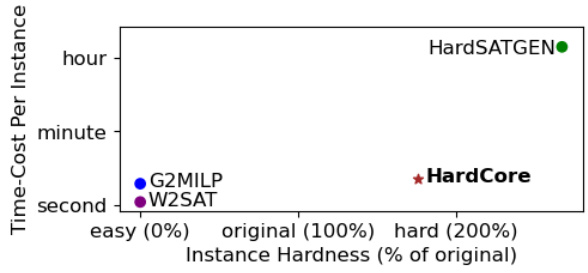 Time-Cost Per Instance
hour
minute
second
HardSATGEN
G2MILP
W2SAT
HardCore
easy (0%)
original (100%)
hard (200%)
Instance Hardness (% of original)